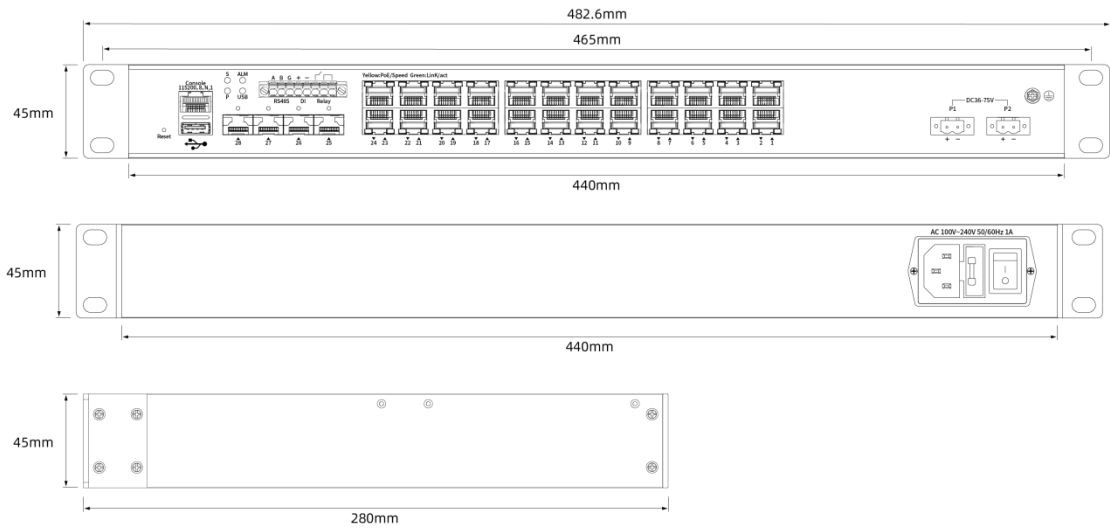 482.6mm
465mm
45mm
Console
115200,8,N,1
S ALM
P USB
A B G + −
RS485 DI Relay
Yellow:PoE/Speed Green:LinK/act
DC36-75V
P1 P2
+ − + −
Reset
28 27 26 25
24 23 22 21 20 19 18 17 16 15 14 13 12 11 10 9 8 7 6 5 4 3 2 1
440mm
45mm
AC 100V~240V 50/60Hz 1A
440mm
45mm
280mm